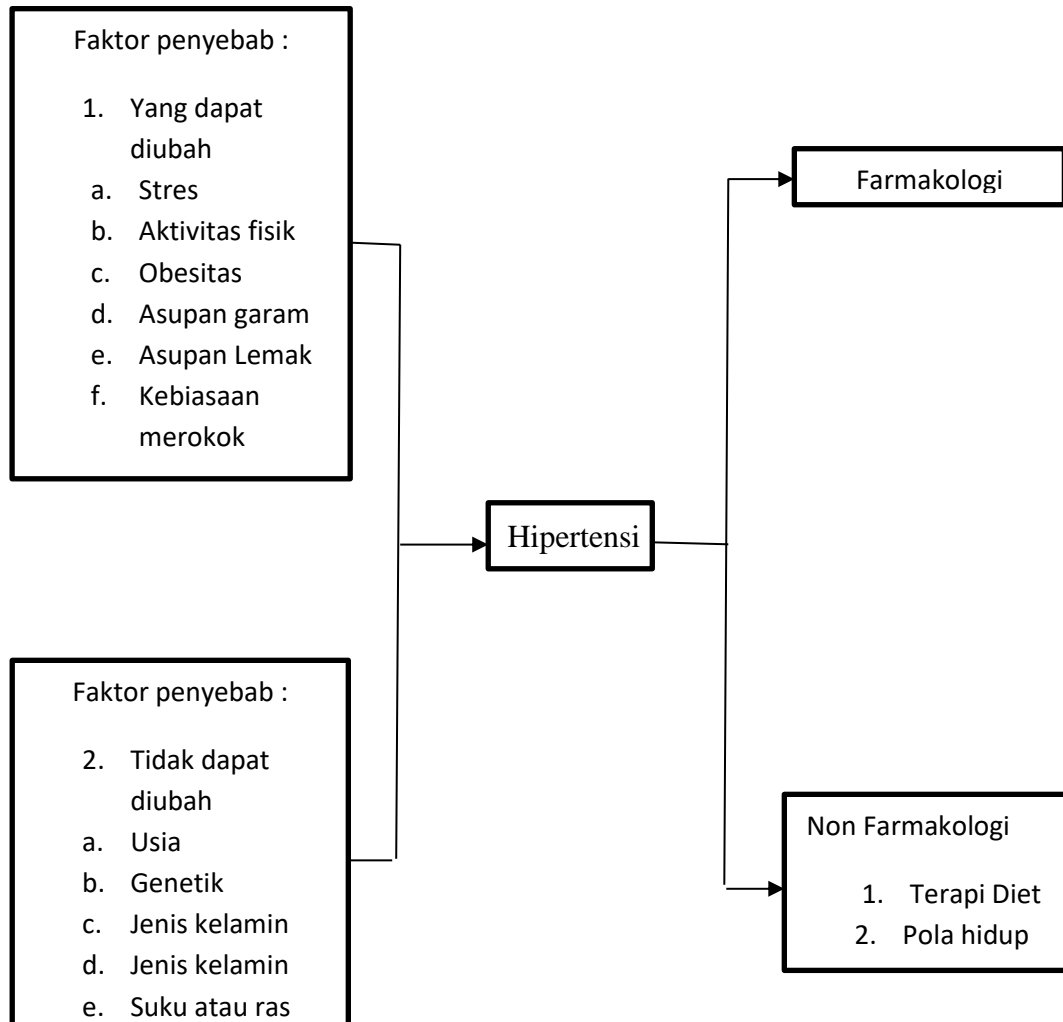 Faktor penyebab :
1. Yang dapat
diubah
a. Stres
b. Aktivitas fisik
c. Obesitas
d. Asupan garam
e. Asupan Lemak
f. Kebiasaan
merokok
Faktor penyebab :
2. Tidak dapat
diubah
a. Usia
b. Genetik
c. Jenis kelamin
d. Jenis kelamin
e. Suku atau ras
Hipertensi
Farmakologi
Non Farmakologi
1. Terapi Diet
2. Pola hidup